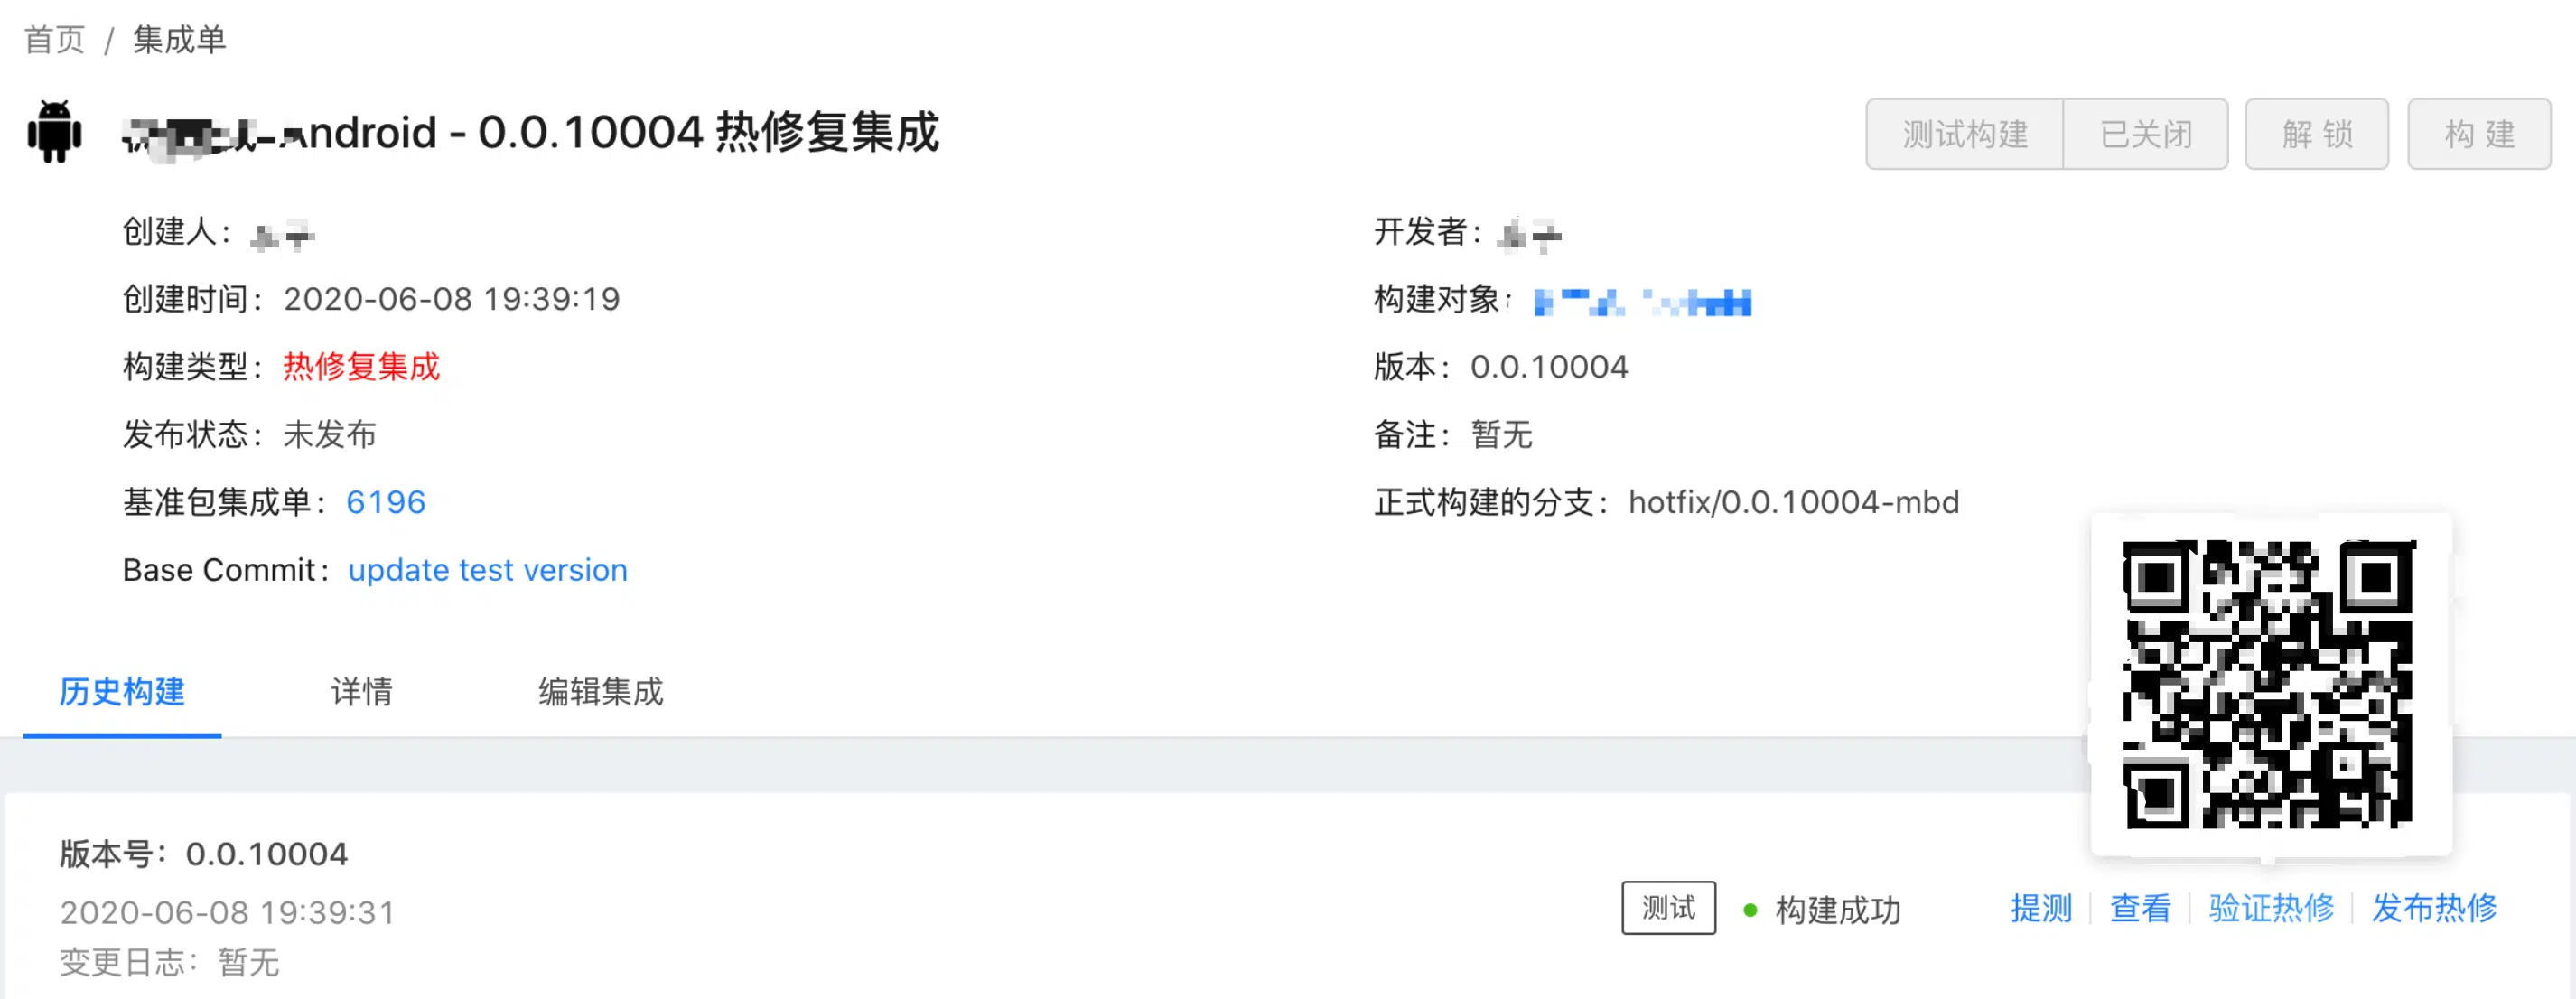 首页 / 集成单
ndroid - 0.0.10004 热修复集成
测试构建 已关闭 解 锁 构 建
创建人： 开发者：
创建时间：2020-06-08 19:39:19 构建对象：
构建类型：热修复集成 版本：0.0.10004
发布状态：未发布 备注：暂无
基准包集成单：6196 正式构建的分支：hotfix/0.0.10004-mbd
Base Commit：update test version
历史构建 详情 编辑集成
版本号：0.0.10004
2020-06-08 19:39:31
变更日志：暂无
测试 构建成功 提测 查看 验证热修 发布热修